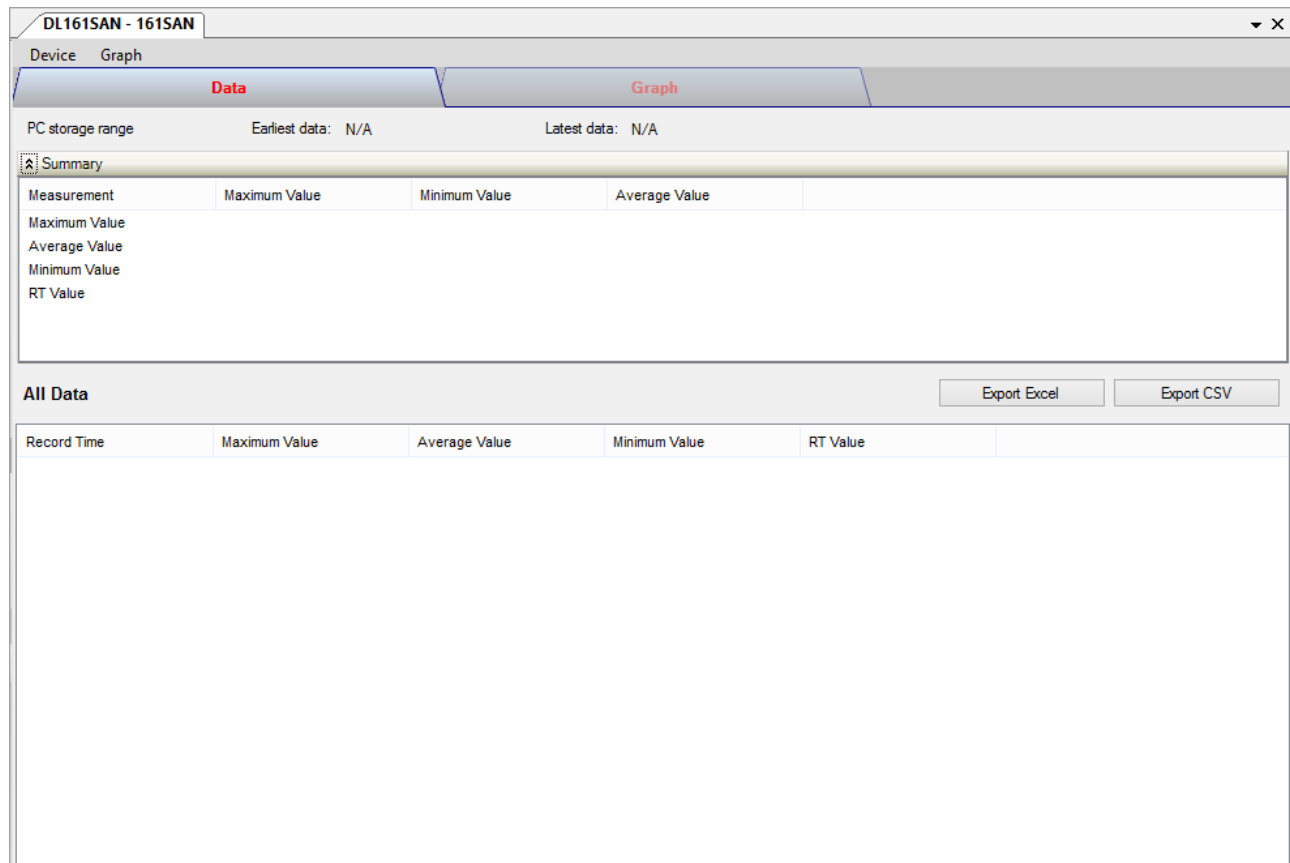 DL161SAN - 161SAN
Device Graph
Data Graph
PC storage range Earliest data: N/A Latest data: N/A
Summary
Measurement Maximum Value Minimum Value Average Value
Maximum Value
Average Value
Minimum Value
RT Value
All Data Export Excel Export CSV
Record Time Maximum Value Average Value Minimum Value RT Value